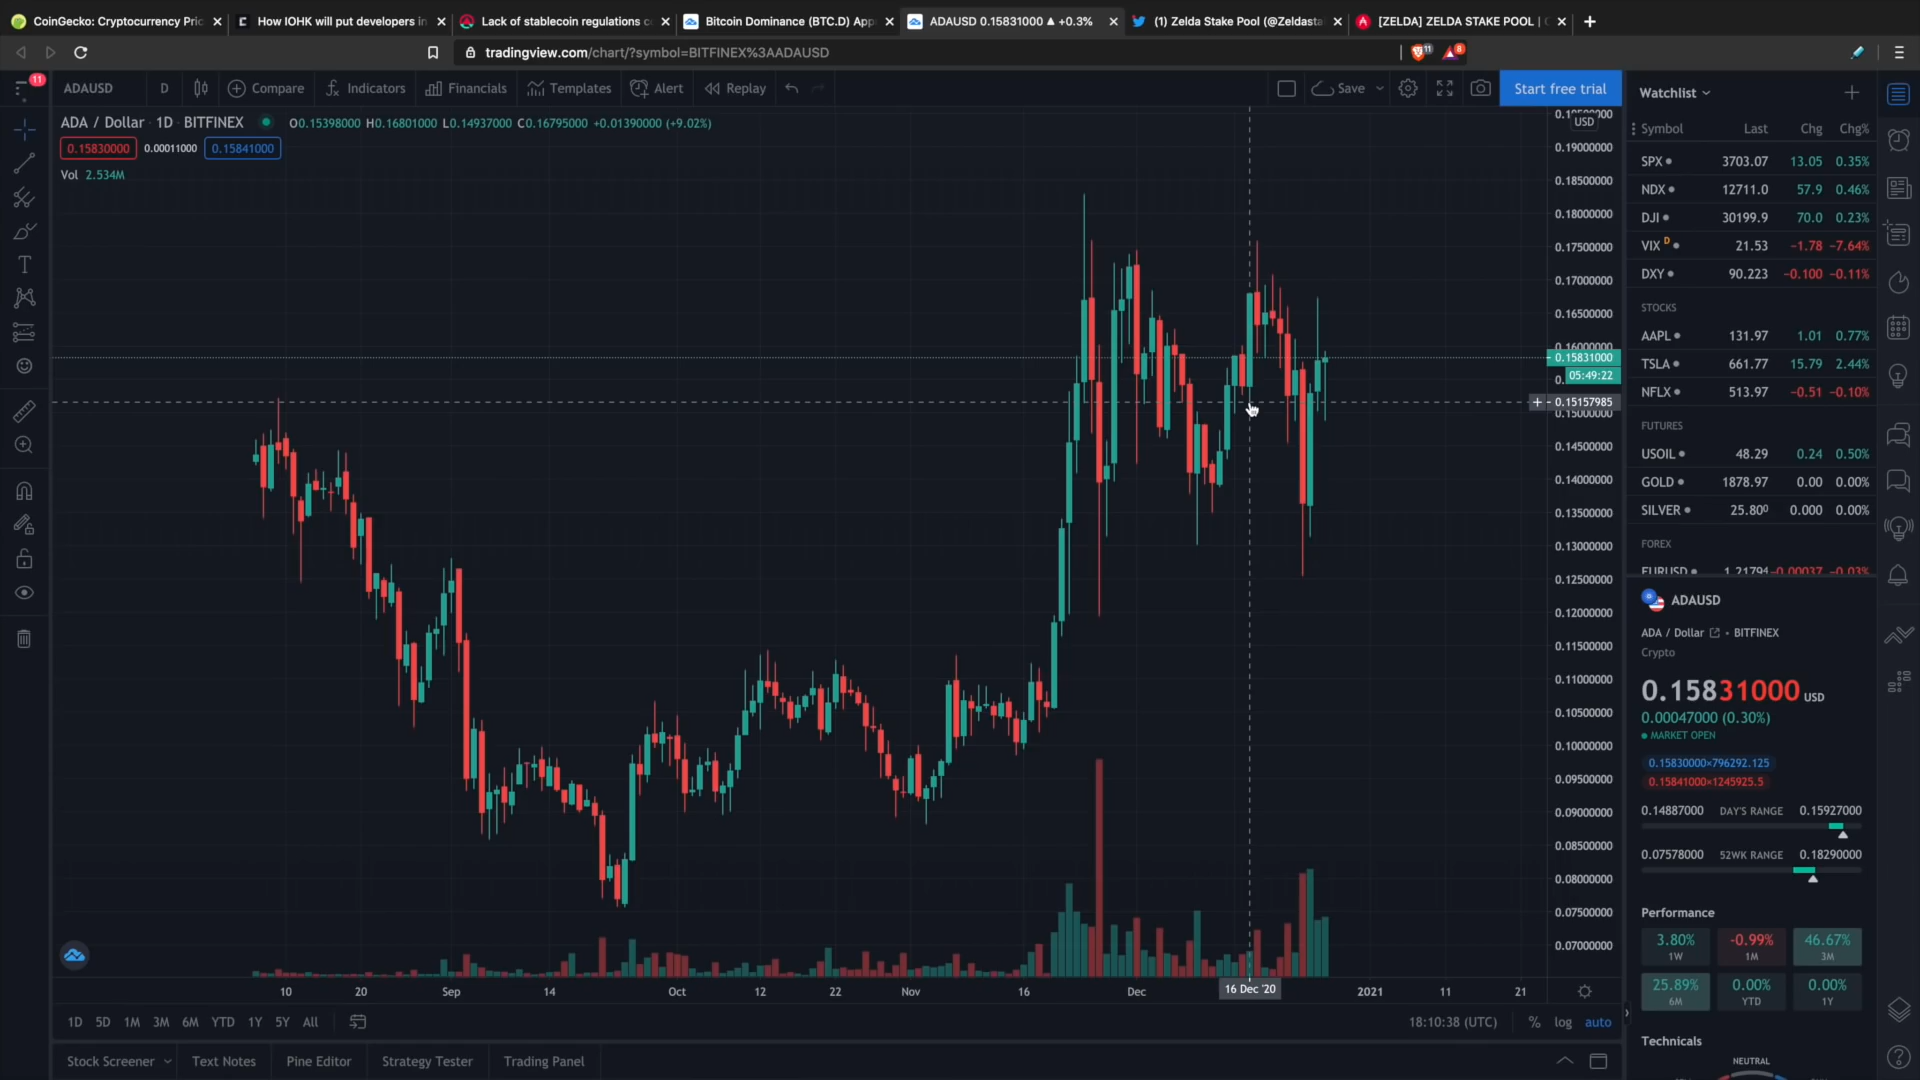 CoinGecko: Cryptocurrency Pric
How IOHK will put developers in
Lack of stablecoin regulations c
Bitcoin Dominance (BTC.D) App
ADAUSD 0.15831000 ▲ +0.3%
(1) Zelda Stake Pool (@Zeldasta
[ZELDA] ZELDA STAKE POOL |
tradingview.com/chart/?symbol=BITFINEX%3AADAUSD
11
8
11
ADAUSD
D
Compare
Indicators
Financials
Templates
Alert
Replay
Save
Start free trial
Watchlist
ADA / Dollar · 1D · BITFINEX
O0.15398000 H0.16801000 L0.14937000 C0.16795000 +0.01390000 (+9.02%)
0.15830000
0.00011000
0.15841000
Vol 2.534M
USD
0.19000000
0.18500000
0.18000000
0.17500000
0.17000000
0.16500000
0.16000000
0.15831000
05:49:22
0.15157985
0.15000000
0.14500000
0.14000000
0.13500000
0.13000000
0.12500000
0.12000000
0.11500000
0.11000000
0.10500000
0.10000000
0.09500000
0.09000000
0.08500000
0.08000000
0.07500000
0.07000000
10
20
Sep
14
Oct
12
22
Nov
16
Dec
16 Dec '20
2021
11
21
1D 5D 1M 3M 6M YTD 1Y 5Y All
18:10:38 (UTC)
%
log
auto
Stock Screener
Text Notes
Pine Editor
Strategy Tester
Trading Panel
Symbol Last Chg Chg%
SPX 3703.07 13.05 0.35%
NDX 12711.0 57.9 0.46%
DJI 30199.9 70.0 0.23%
VIX D 21.53 −1.78 −7.64%
DXY 90.223 −0.100 −0.11%
STOCKS
AAPL 131.97 1.01 0.77%
TSLA 661.77 15.79 2.44%
NFLX 513.97 −0.51 −0.10%
FUTURES
USOIL 48.29 0.24 0.50%
GOLD 1878.97 0.00 0.00%
SILVER 25.800 0.000 0.00%
FOREX
EURUSD 1.21794 −0.00037 −0.03%
ADAUSD
ADA / Dollar • BITFINEX
Crypto
0.15831000 USD
0.00047000 (0.30%)
MARKET OPEN
0.15830000×796292.125
0.15841000×1245925.5
0.14887000 DAY'S RANGE 0.15927000
0.07578000 52WK RANGE 0.18290000
Performance
3.80% -0.99% 46.67%
1W 1M 3M
25.89% 0.00% 0.00%
6M YTD 1Y
Technicals
NEUTRAL